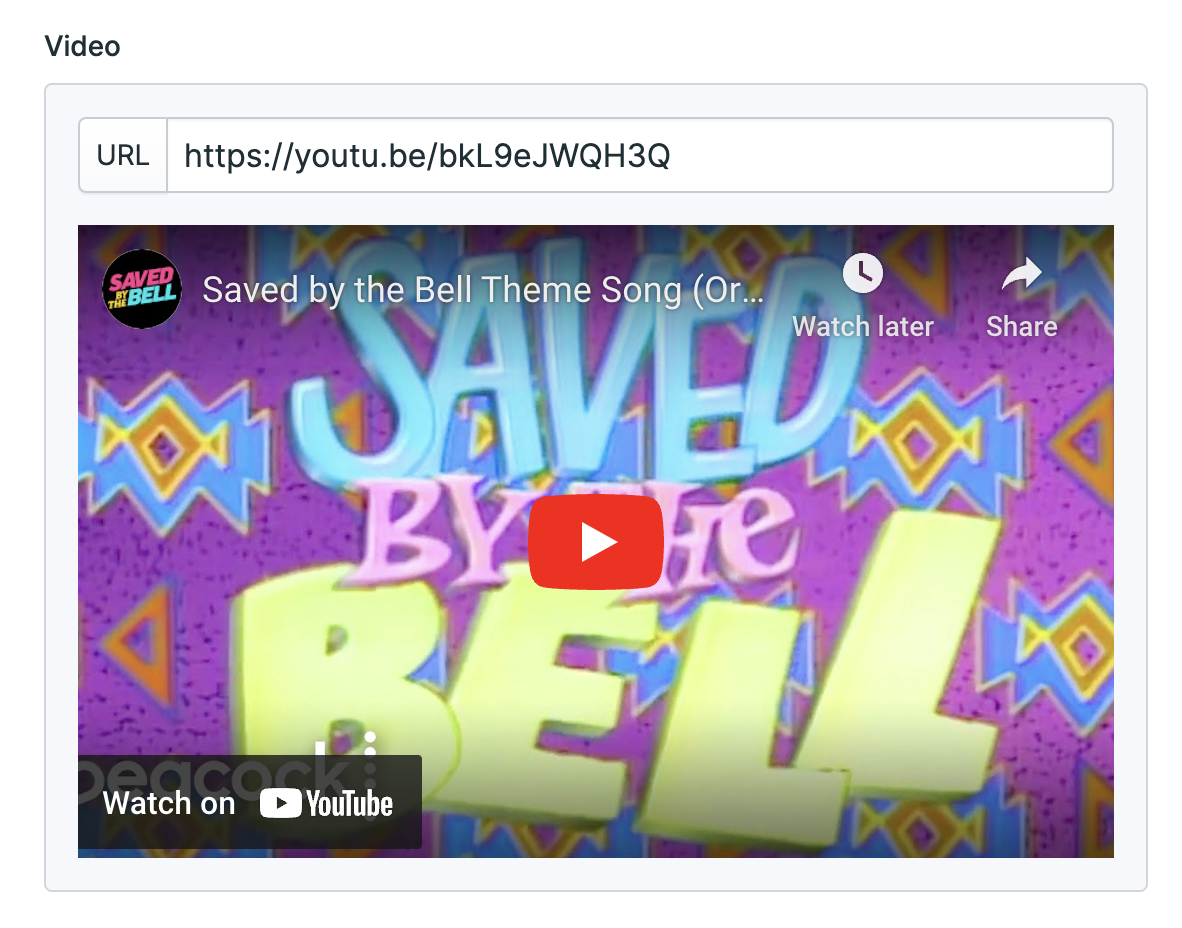 Video
URL https://youtu.be/bkL9eJWQH3Q
SAVED
BY
THE BELL
Saved by the Bell Theme Song (Or…
Watch later
Share
SAVED
BY THE
BELL
peacock
Watch on YouTube